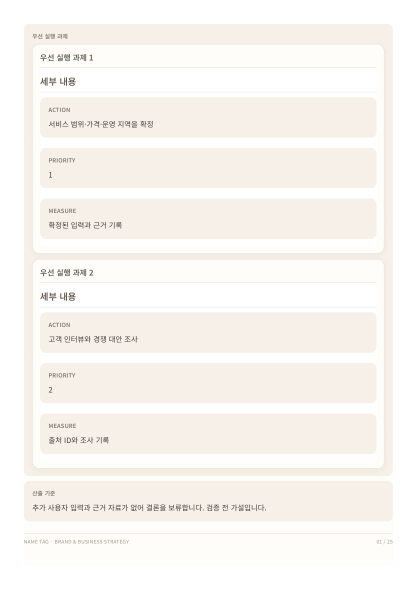 우선 실행 과제
우선 실행 과제 1
세부 내용
ACTION
서비스 범위·가격·운영 지역을 확정
PRIORITY
1
MEASURE
확정된 입력과 근거 기록
우선 실행 과제 2
세부 내용
ACTION
고객 인터뷰와 경쟁 대안 조사
PRIORITY
2
MEASURE
출처 ID와 조사 기록
산출 기준
추가 사용자 입력과 근거 자료가 없어 결론을 보류합니다. 검증 전 가설입니다.
NAME TAG · BRAND & BUSINESS STRATEGY
01 / 25